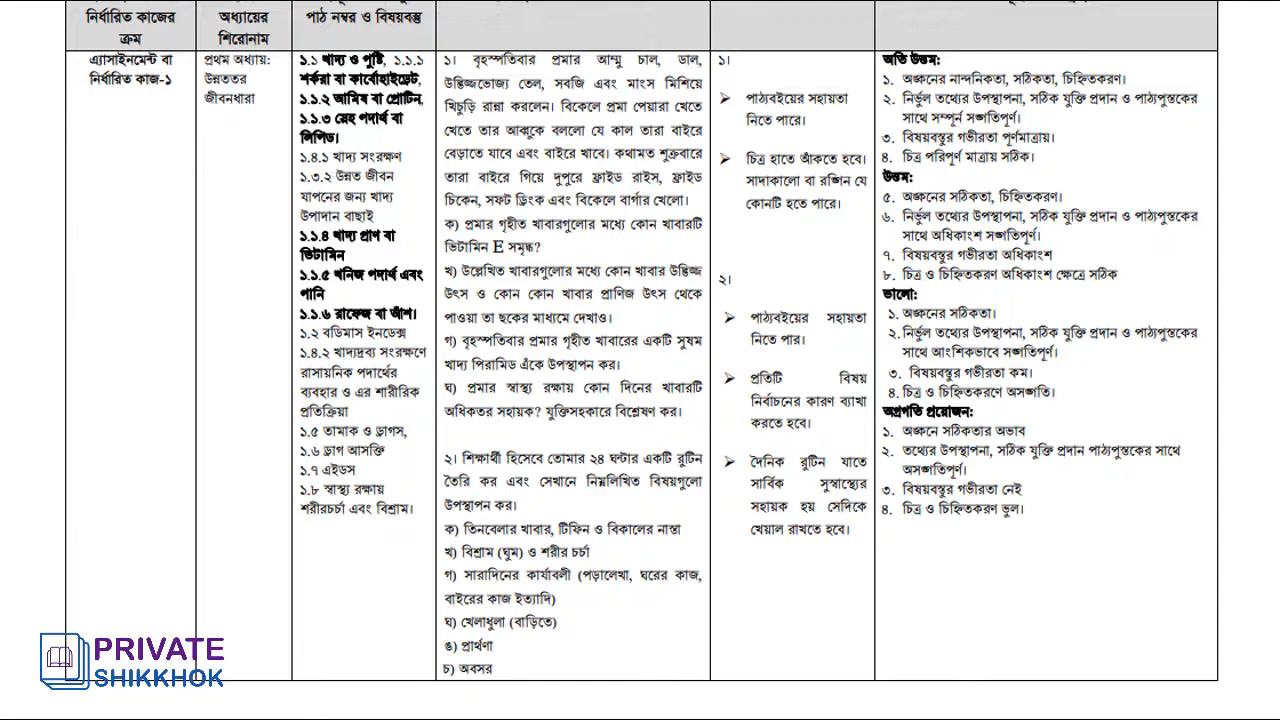 নির্ধারিত কাজের
ক্রম
অধ্যায়ের
শিরোনাম
পাঠ নম্বর ও বিষয়বস্তু
এ্যাসাইনমেন্ট বা
নির্ধারিত কাজ-১
প্রথম অধ্যায়:
উন্নততর
জীবনধারা
১.১ খাদ্য ও পুষ্টি, ১.১.১
শর্করা বা কার্বোহাইড্রেট,
১.১.২ আমিষ বা প্রোটিন,
১.১.৩ স্নেহ পদার্থ বা
লিপিড।
১.৪.১ খাদ্য সংরক্ষণ
১.৩.২ উন্নত জীবন
যাপনের জন্য খাদ্য
উপাদান বাছাই
১.১.৪ খাদ্য প্রাণ বা
ভিটামিন
১.১.৫ খনিজ পদার্থ এবং
পানি
১.১.৬ রাফেজ বা আঁশ।
১.২ বডিমাস ইনডেক্স
১.৪.২ খাদ্যদ্রব্য সংরক্ষণে
রাসায়নিক পদার্থের
ব্যবহার ও এর শারীরিক
প্রতিক্রিয়া
১.৫ তামাক ও ড্রাগস,
১.৬ ড্রাগ আসক্তি
১.৭ এইডস
১.৮ স্বাস্থ্য রক্ষায়
শরীরচর্চা এবং বিশ্রাম।
১। বৃহস্পতিবার প্রমার আম্মু চাল, ডাল,
উদ্ভিজ্জভোজ্য তেল, সবজি এবং মাংস মিশিয়ে
খিচুড়ি রান্না করলেন। বিকেলে প্রমা পেয়ারা খেতে
খেতে তার আব্বুকে বললো যে কাল তারা বাইরে
বেড়াতে যাবে এবং বাইরে খাবে। কথামত শুক্রবারে
তারা বাইরে গিয়ে দুপুরে ফ্রাইড রাইস, ফ্রাইড
চিকেন, সফট ড্রিংক এবং বিকেলে বার্গার খেলো।
ক) প্রমার গৃহীত খাবারগুলোর মধ্যে কোন খাবারটি
ভিটামিন E সমৃদ্ধ?
খ) উল্লেখিত খাবারগুলোর মধ্যে কোন খাবার উদ্ভিজ্জ
উৎস ও কোন কোন খাবার প্রাণিজ উৎস থেকে
পাওয়া তা ছকের মাধ্যমে দেখাও।
গ) বৃহস্পতিবার প্রমার গৃহীত খাবারের একটি সুষম
খাদ্য পিরামিড এঁকে উপস্থাপন কর।
ঘ) প্রমার স্বাস্থ্য রক্ষায় কোন দিনের খাবারটি
অধিকতর সহায়ক? যুক্তিসহকারে বিশ্লেষণ কর।
২। শিক্ষার্থী হিসেবে তোমার ২৪ ঘন্টার একটি রুটিন
তৈরি কর এবং সেখানে নিম্নলিখিত বিষয়গুলো
উপস্থাপন কর।
ক) তিনবেলার খাবার, টিফিন ও বিকালের নাস্তা
খ) বিশ্রাম (ঘুম) ও শরীর চর্চা
গ) সারাদিনের কার্যাবলী (পড়ালেখা, ঘরের কাজ,
বাইরের কাজ ইত্যাদি)
ঘ) খেলাধুলা (বাড়িতে)
ঙ) প্রার্থণা
চ) অবসর
১।
➢ পাঠ্যবইয়ের সহায়তা
নিতে পারে।
➢ চিত্র হাতে আঁকতে হবে।
সাদাকালো বা রঙ্গিন যে
কোনটি হতে পারে।
২।
➢ পাঠ্যবইয়ের সহায়তা
নিতে পার।
➢ প্রতিটি বিষয়
নির্বাচনের কারণ ব্যাখা
করতে হবে।
➢ দৈনিক রুটিন যাতে
সার্বিক সুস্বাস্থ্যের
সহায়ক হয় সেদিকে
খেয়াল রাখতে হবে।
অতি উত্তম:
১. অঙ্কনের নান্দনিকতা, সঠিকতা, চিহ্নিতকরণ।
২. নির্ভুল তথ্যের উপস্থাপনা, সঠিক যুক্তি প্রদান ও পাঠ্যপুস্তকের
সাথে সম্পূর্ন সঙ্গতিপূর্ণ।
৩. বিষয়বস্তুর গভীরতা পূর্ণমাত্রায়।
৪. চিত্র পরিপূর্ণ মাত্রায় সঠিক।
উত্তম:
৫. অঙ্কনের সঠিকতা, চিহ্নিতকরণ।
৬. নির্ভুল তথ্যের উপস্থাপনা, সঠিক যুক্তি প্রদান ও পাঠ্যপুস্তকের
সাথে অধিকাংশ সঙ্গতিপূর্ণ।
৭. বিষয়বস্তুর গভীরতা অধিকাংশ
৮. চিত্র ও চিহ্নিতকরণ অধিকাংশ ক্ষেত্রে সঠিক
ভালো:
১. অঙ্কনের সঠিকতা।
২. নির্ভুল তথ্যের উপস্থাপনা, সঠিক যুক্তি প্রদান ও পাঠ্যপুস্তকের
সাথে আংশিকভাবে সঙ্গতিপূর্ণ।
৩. বিষয়বস্তুর গভীরতা কম।
৪. চিত্র ও চিহ্নিতকরণে অসঙ্গতি।
অগ্রগতি প্রয়োজন:
১. অঙ্কনে সঠিকতার অভাব
২. তথ্যের উপস্থাপনা, সঠিক যুক্তি প্রদান পাঠ্যপুস্তকের সাথে
অসঙ্গতিপূর্ণ।
৩. বিষয়বস্তুর গভীরতা নেই
৪. চিত্র ও চিহ্নিতকরণ ভুল।
PRIVATE
SHIKKHOK